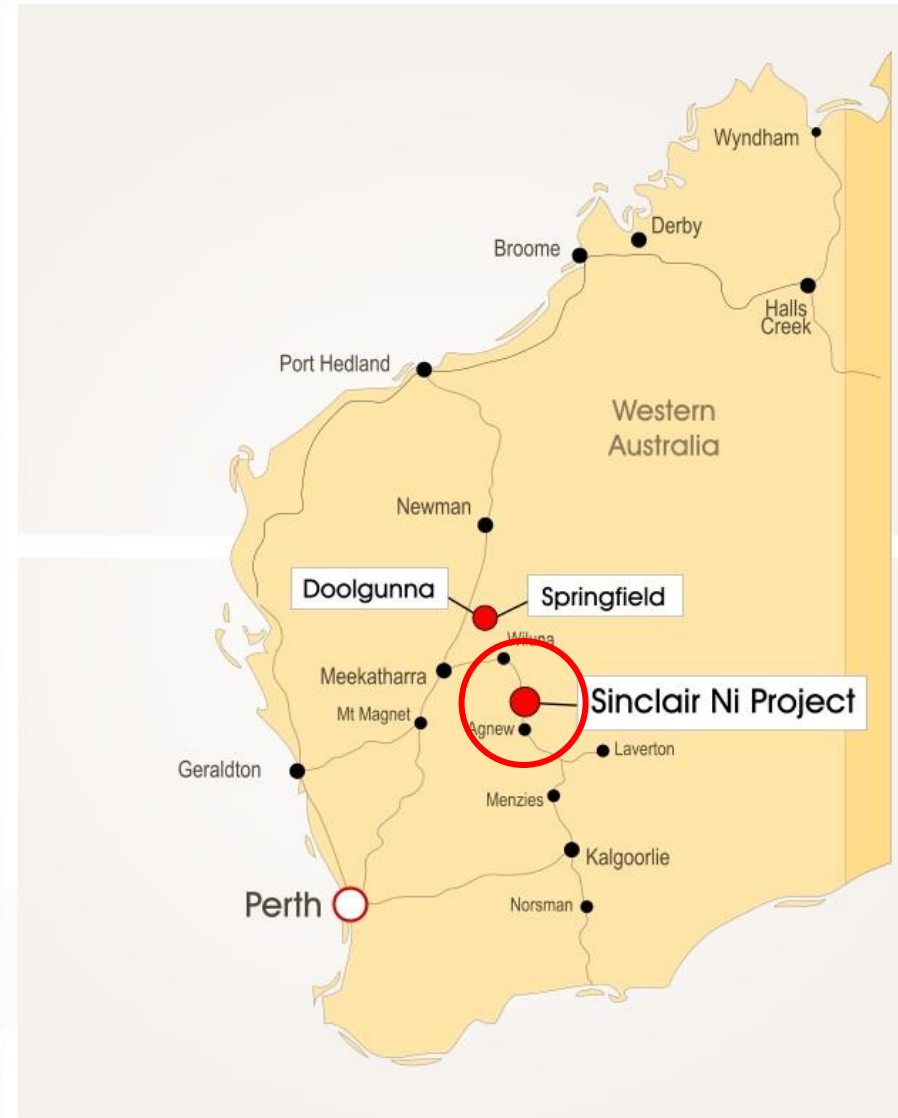 Wyndham
Derby
Broome
Halls
Creek
Port Hedland
Western
Australia
Newman
Doolgunna
Springfield
Wiluna
Meekatharra
Sinclair Ni Project
Mt Magnet
Agnew
Laverton
Geraldton
Menzies
Kalgoorlie
Perth
Norsman